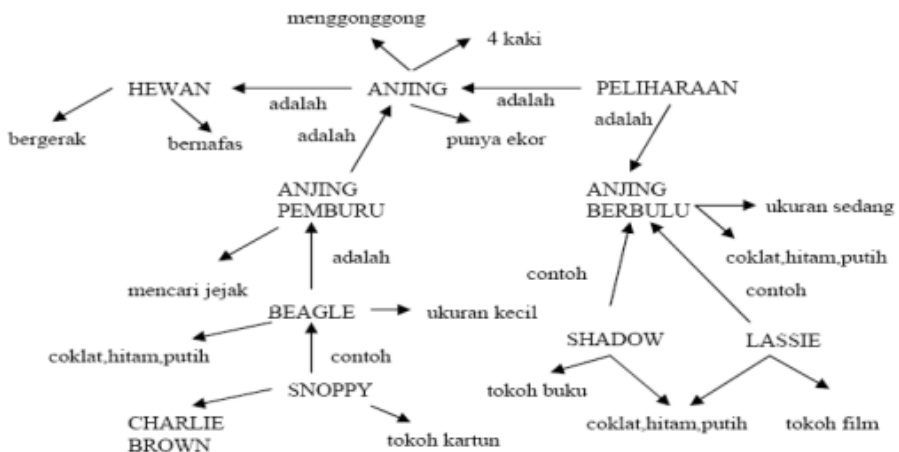 menggonggong
4 kaki
HEWAN
adalah
ANJING
adalah
PELIHARAAN
bergerak
bernafas
adalah
punya ekor
adalah
ANJING
PEMBURU
ANJING
BERBULU
ukuran sedang
mencari jejak
adalah
coklat,hitam,putih
contoh
contoh
BEAGLE
ukuran kecil
coklat,hitam,putih
contoh
SHADOW
LASSIE
SNOPPY
tokoh buku
CHARLIE
BROWN
tokoh kartun
coklat,hitam,putih
tokoh film